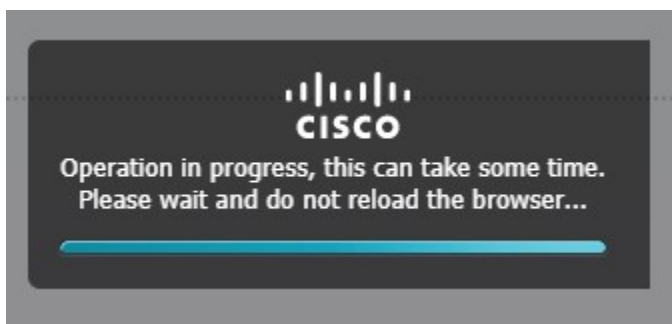 CISCO
Operation in progress, this can take some time.
Please wait and do not reload the browser...